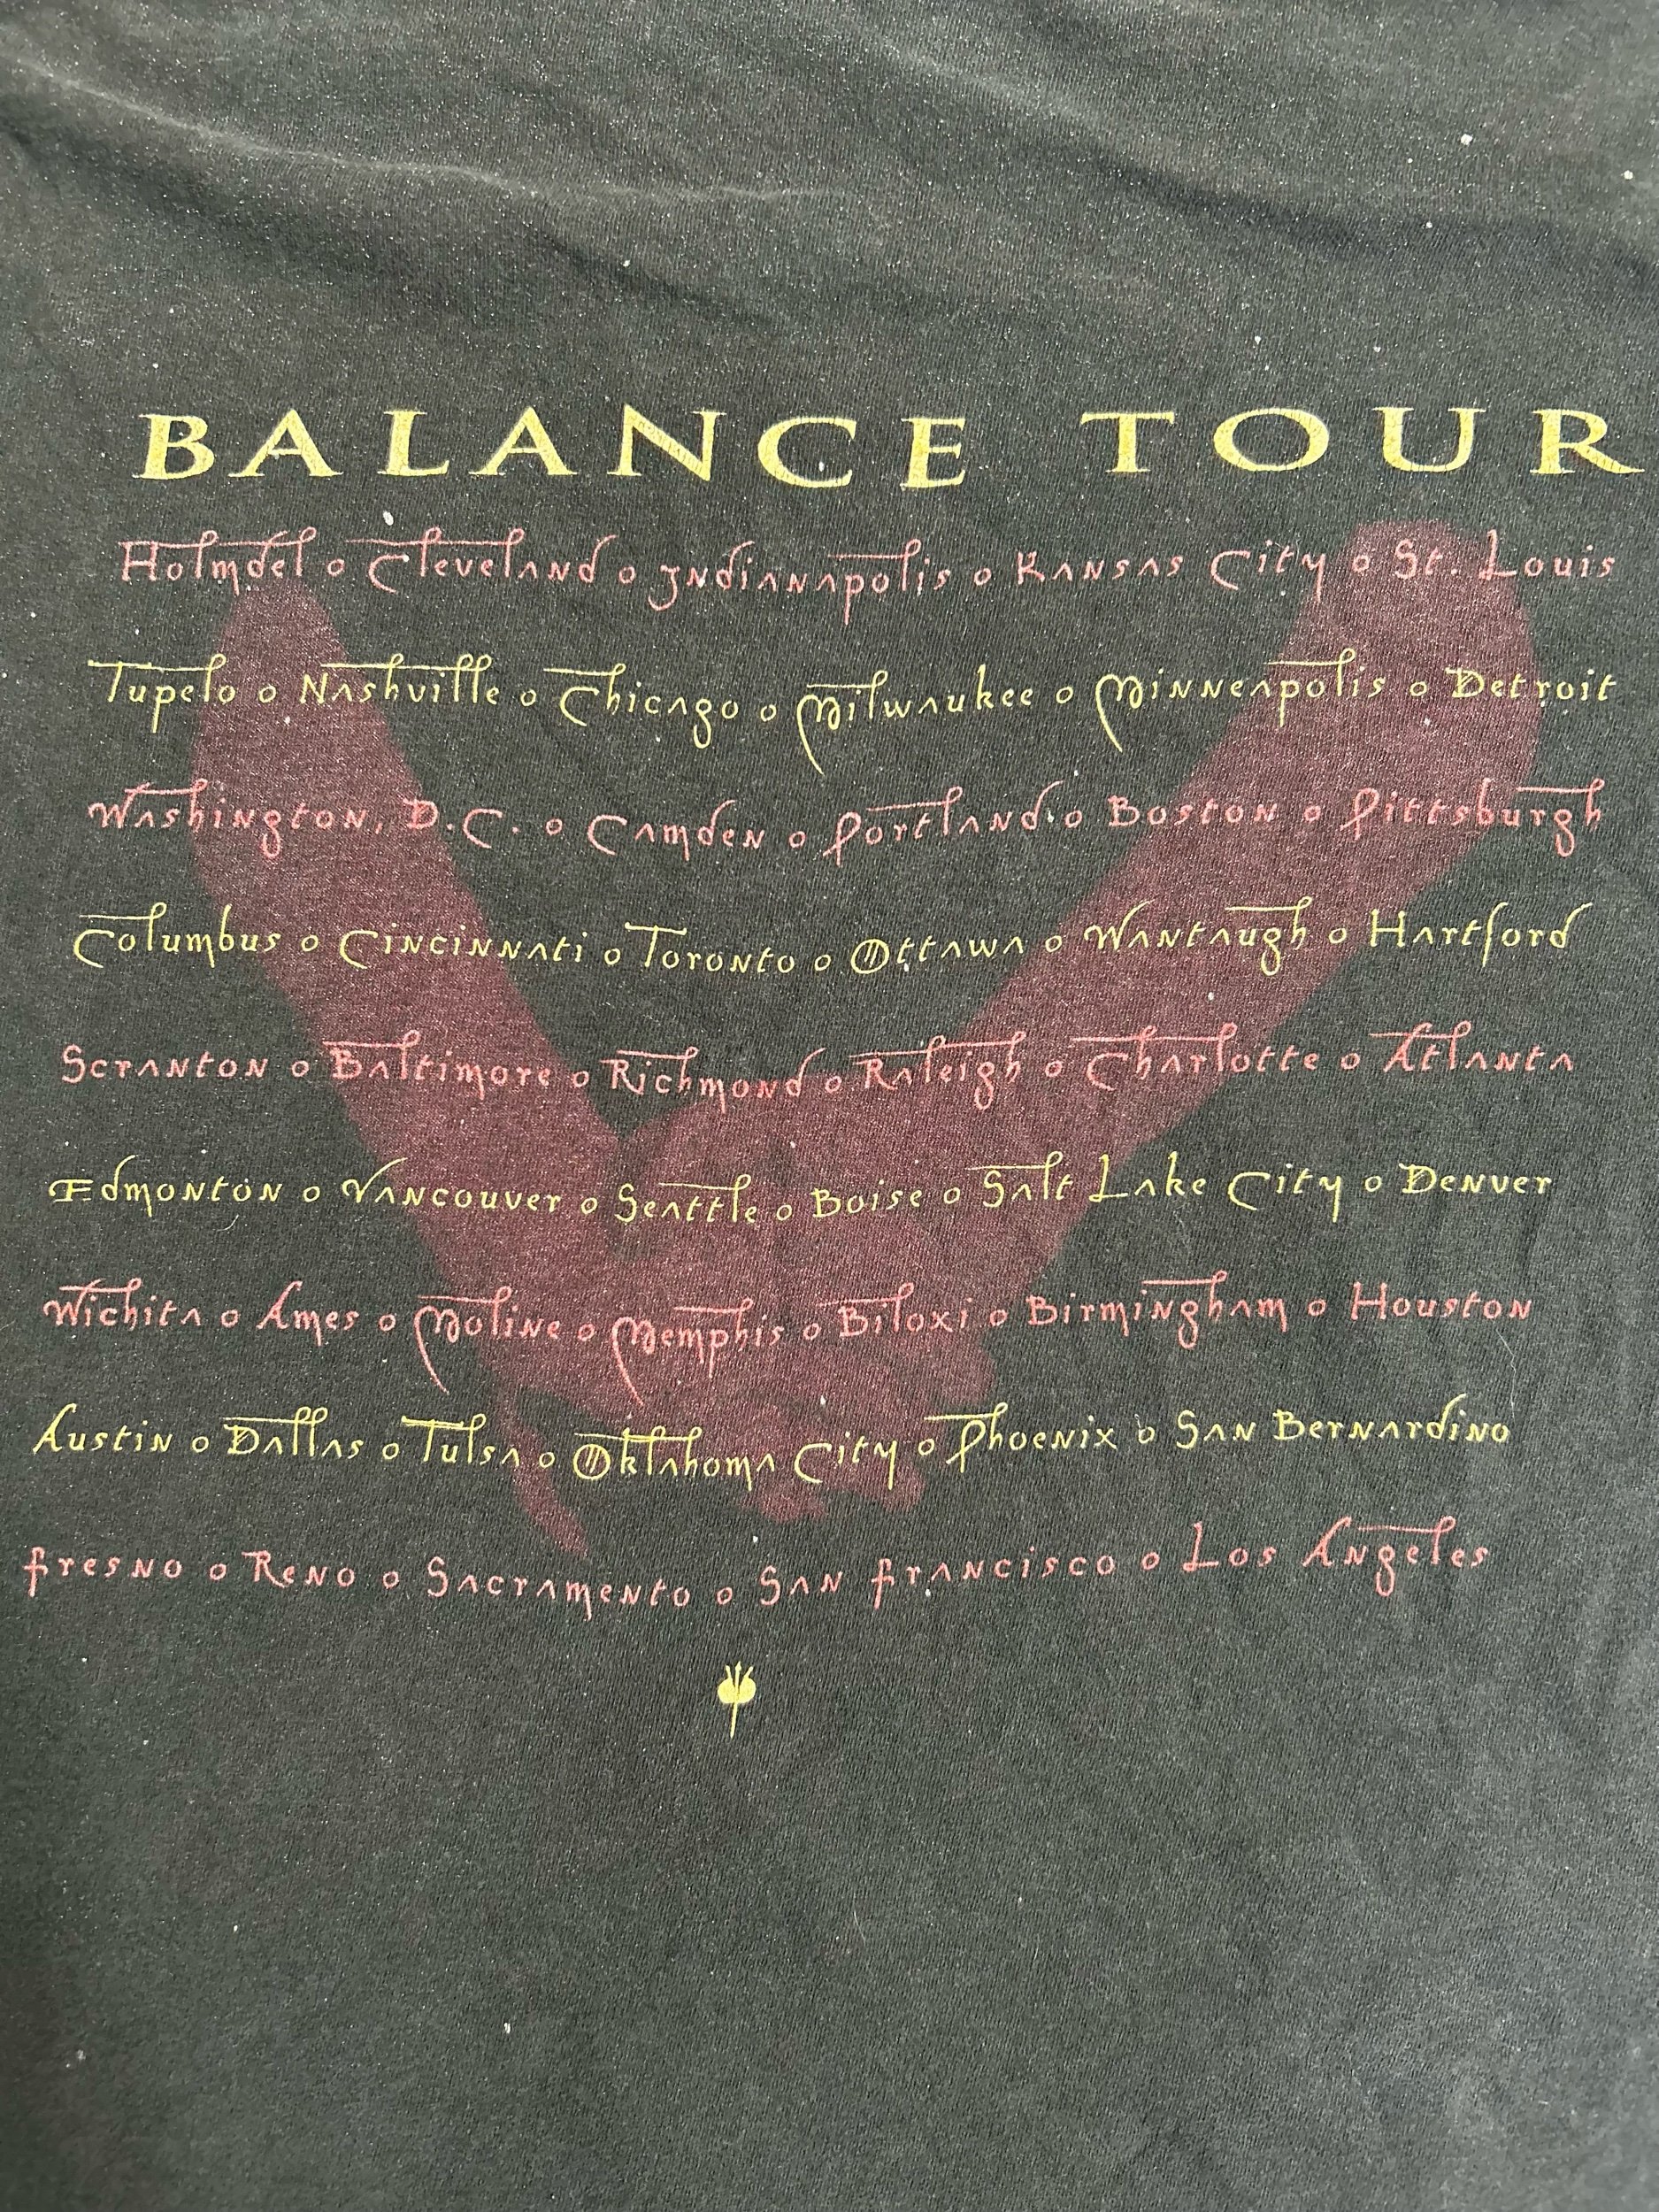 BALANCE TOUR
Holmdel o Cleveland o Indianapolis o Kansas City o St. Louis
Tupelo o Nashville o Chicago o Milwaukee o Minneapolis o Detroit
Washington, D.C. o Camden o Portland o Boston o Pittsburgh
Columbus o Cincinnati o Toronto o Ottawa o Wantaugh o Hartford
Scranton o Baltimore o Richmond o Raleigh o Charlotte o Atlanta
Edmonton o Vancouver o Seattle o Boise o Salt Lake City o Denver
Wichita o Ames o Moline o Memphis o Biloxi o Birmingham o Houston
Austin o Dallas o Tulsa o Oklahoma City o Phoenix o San Bernardino
Fresno o Reno o Sacramento o San Francisco o Los Angeles